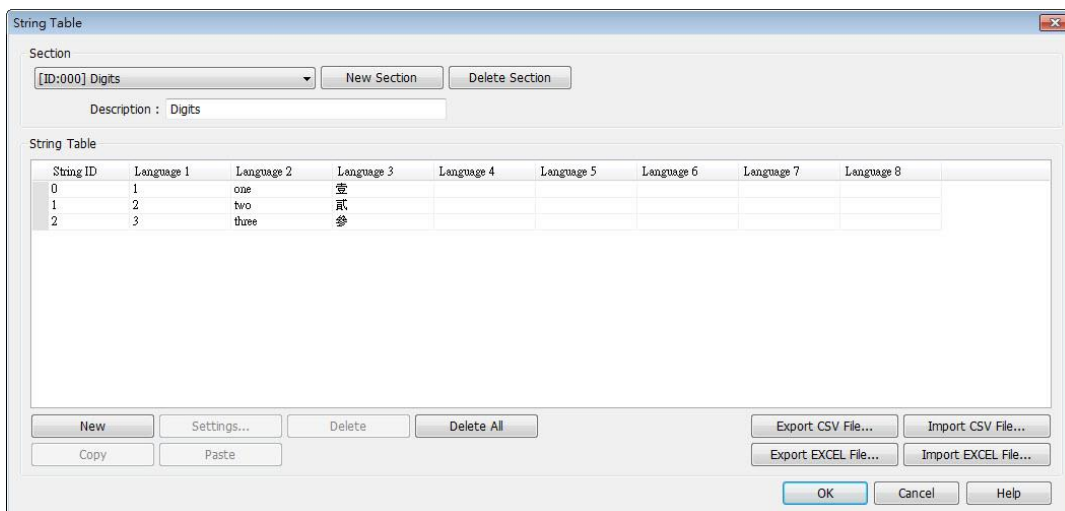 String Table
Section
[ID:000] Digits New Section Delete Section
Description : Digits
String Table
String ID Language 1 Language 2 Language 3 Language 4 Language 5 Language 6 Language 7 Language 8
0 1 one 壹
1 2 two 貳
2 3 three 參
New Settings... Delete Delete All Export CSV File... Import CSV File...
Copy Paste Export EXCEL File... Import EXCEL File...
OK Cancel Help